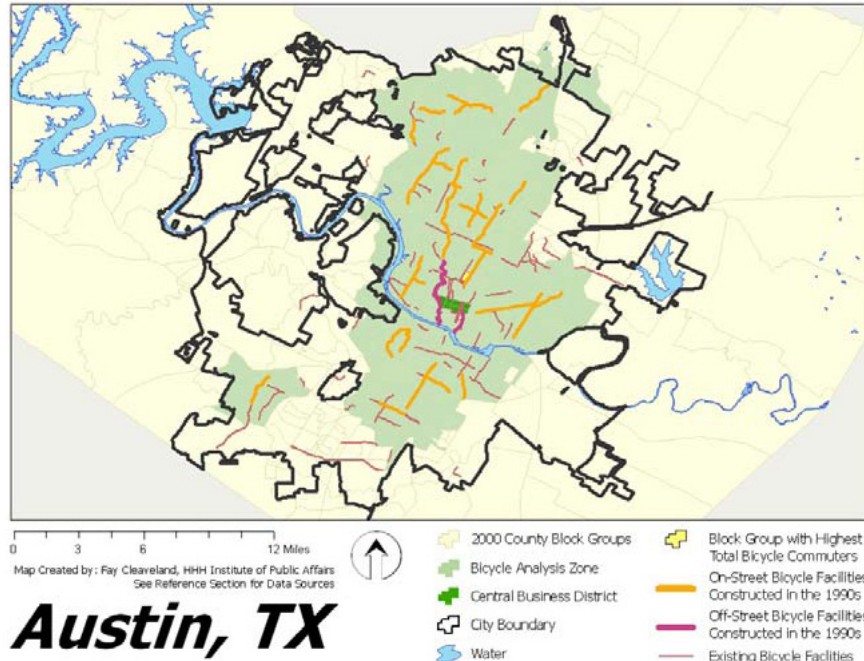 0 3 6 12 Miles
Map Created by: Fay Cleaveland, HHH Institute of Public Affairs
See Reference Section for Data Sources
Austin, TX
2000 County Block Groups
Bicycle Analysis Zone
Central Business District
City Boundary
Water
Block Group with Highest
Total Bicycle Commuters
On-Street Bicycle Facilities
Constructed in the 1990s
Off-Street Bicycle Facilities
Constructed in the 1990s
Existing Bicycle Faclities